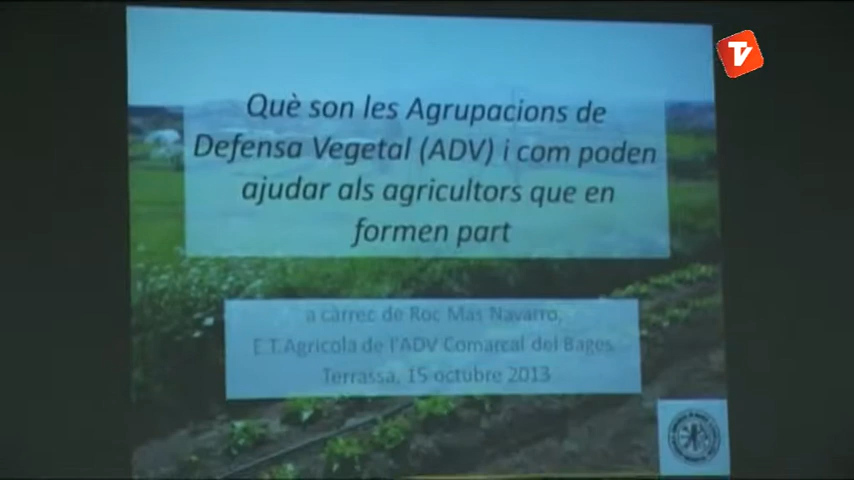 TV
Què son les Agrupacions de
Defensa Vegetal (ADV) i com poden
ajudar als agricultors que en
formen part
a càrrec de Roc Mas Navarro,
E.T.Agrícola de l'ADV Comarcal del Bages
Terrassa, 15 octubre 2013